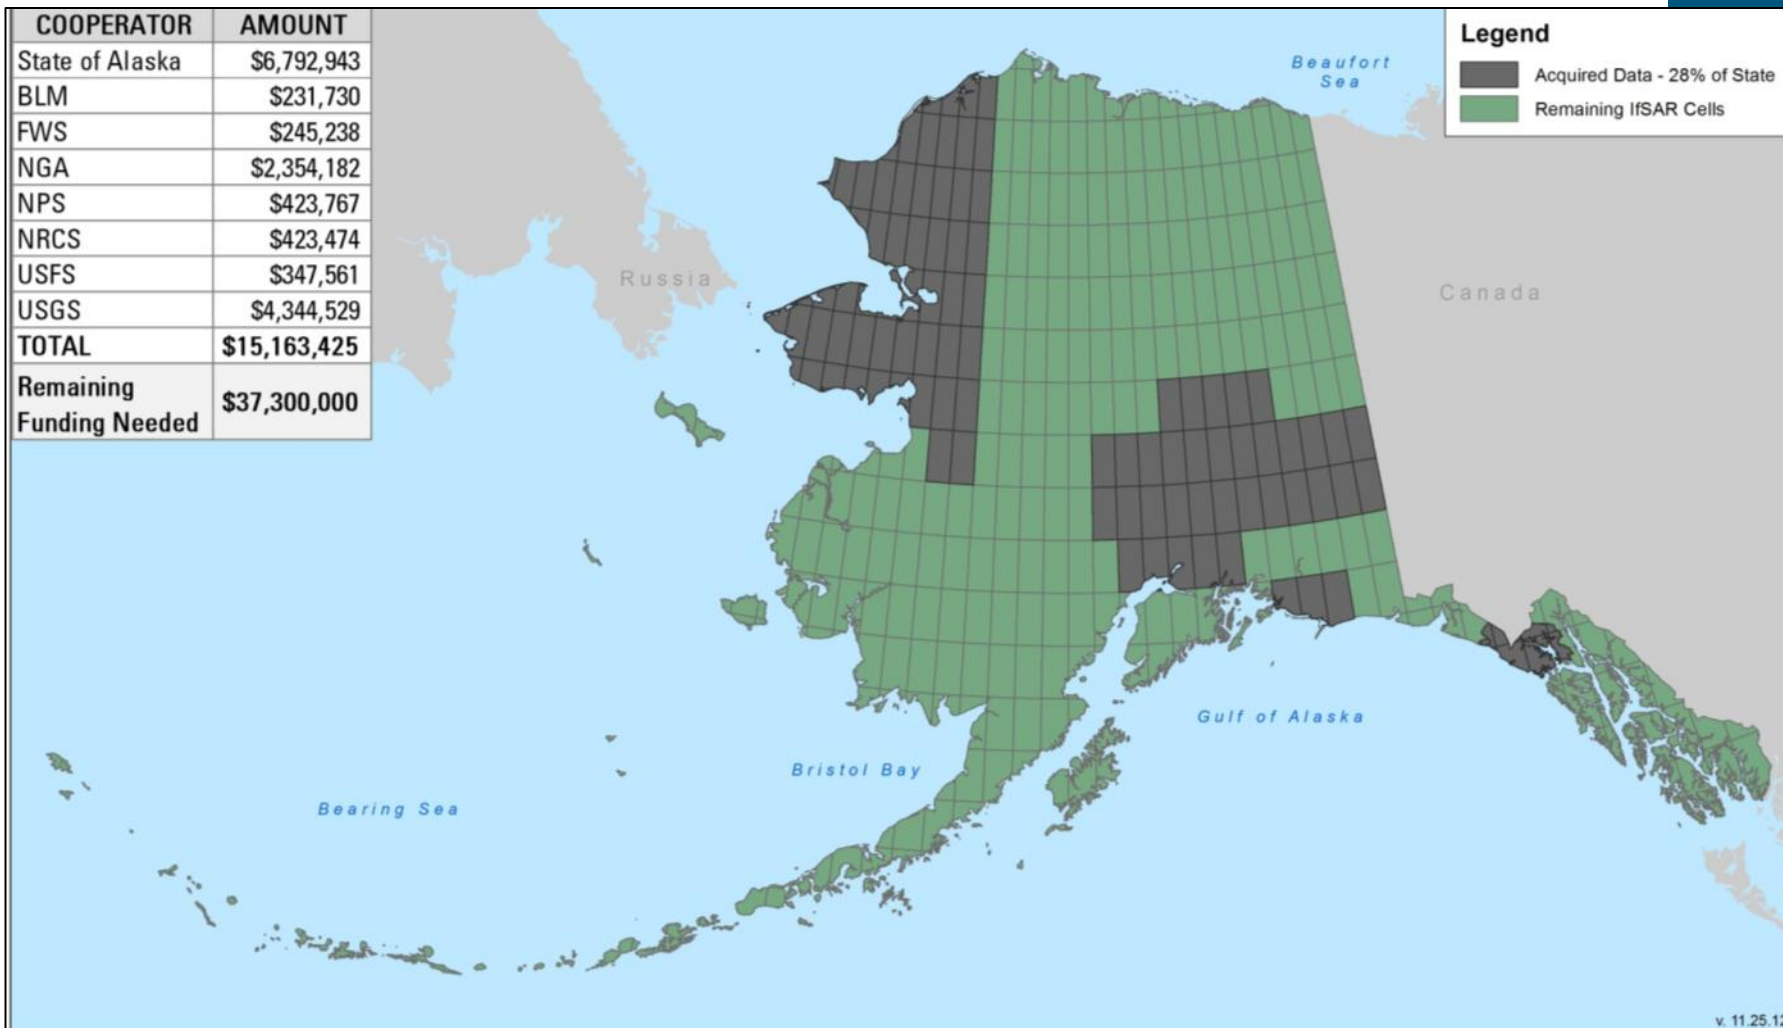 COOPERATOR AMOUNT
State of Alaska $6,792,943
BLM $231,730
FWS $245,238
NGA $2,354,182
NPS $423,767
NRCS $423,474
USFS $347,561
USGS $4,344,529
TOTAL $15,163,425
Remaining
Funding Needed $37,300,000
Legend
Acquired Data - 28% of State
Remaining IfSAR Cells
Beaufort
Sea
Russia
Canada
Gulf of Alaska
Bristol Bay
Bearing Sea
v. 11.25.12